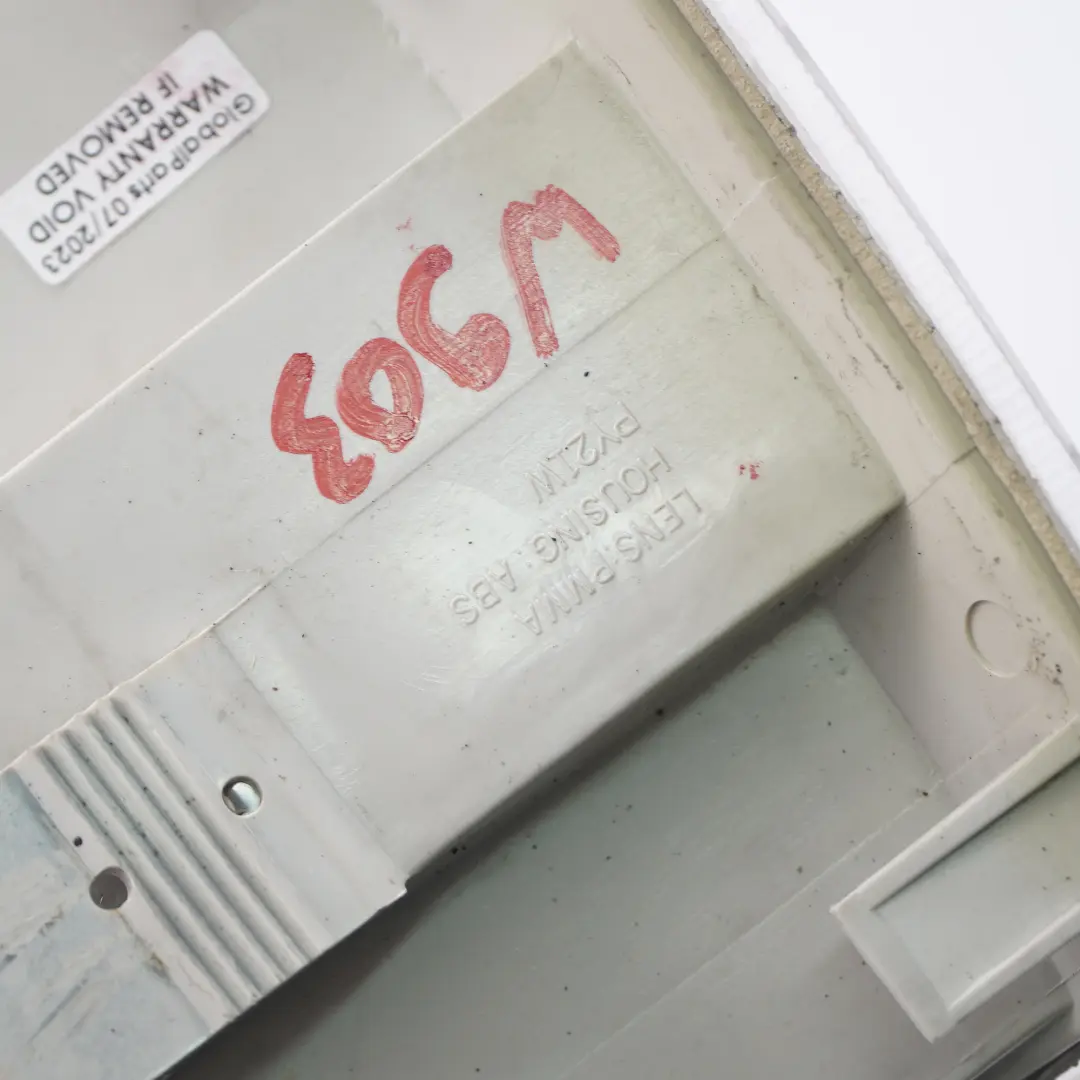 LENS:PMMA
HOUSING: ABS
PY21W
W903
GlobalParts 07/2023
WARRANTY VOID
IF REMOVED